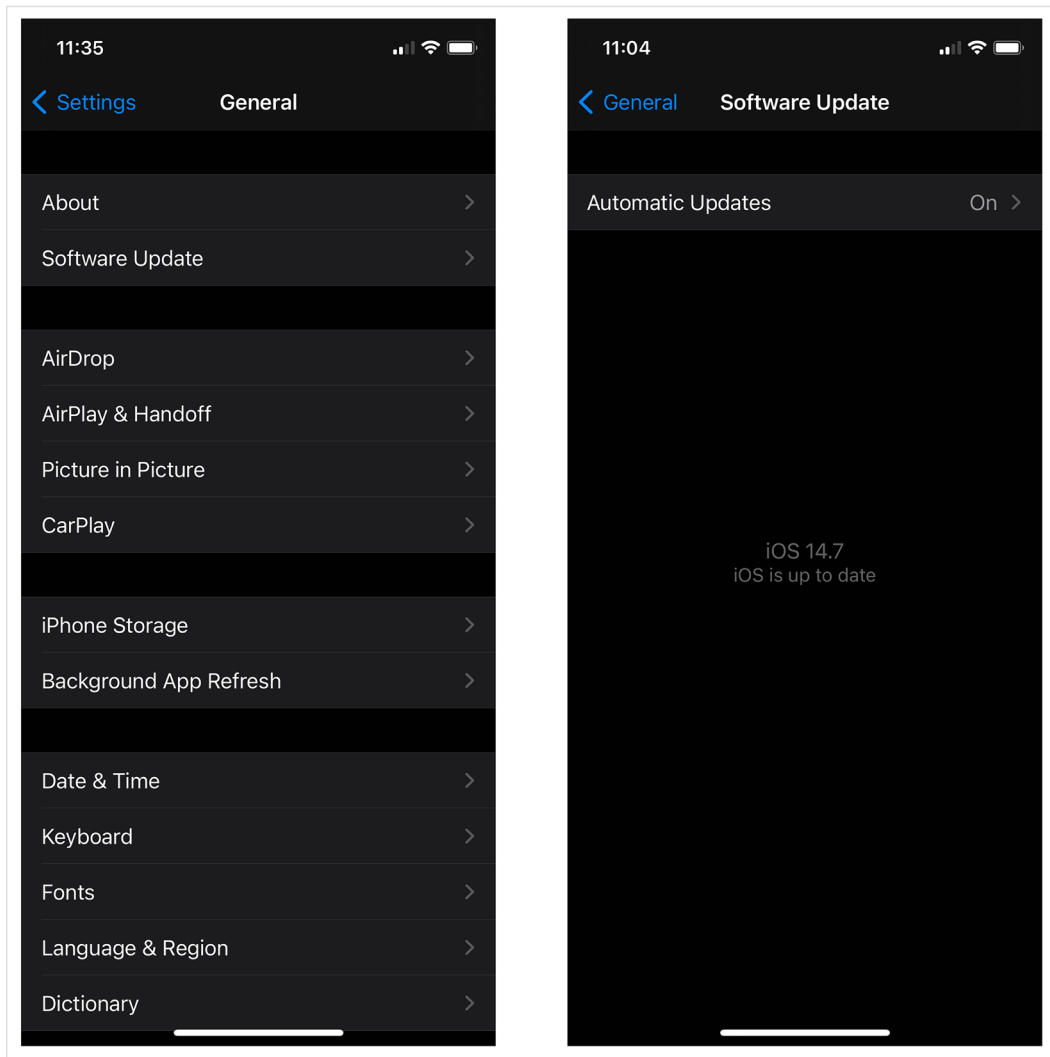 11:35
Settings
General
About
Software Update
AirDrop
AirPlay & Handoff
Picture in Picture
CarPlay
iPhone Storage
Background App Refresh
Date & Time
Keyboard
Fonts
Language & Region
Dictionary
11:04
General
Software Update
Automatic Updates On
iOS 14.7
iOS is up to date